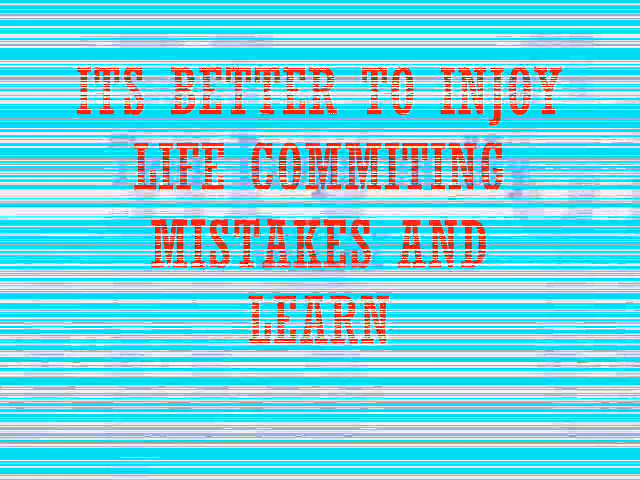 ITS BETTER TO INJOY
LIFE COMMITING
MISTAKES AND
LEARN